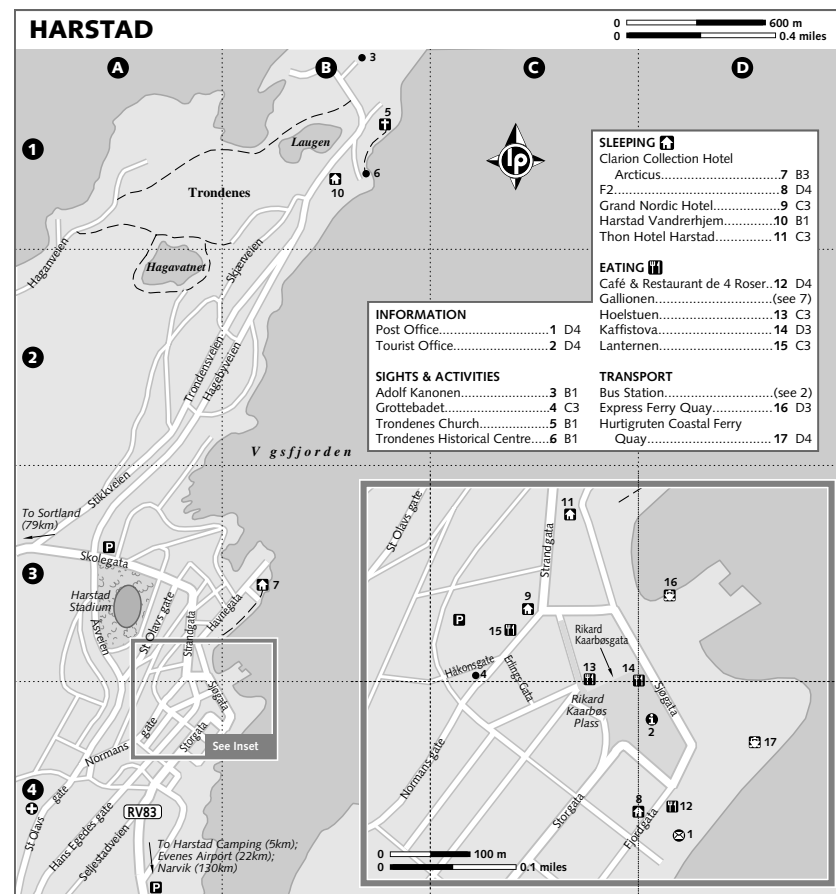 HARSTAD
0 600 m
0 0.4 miles
A
B
C
D
1
2
3
4
3
5
6
10
lp
Laugen
Trondenes
Hagavatnet
Haganveien
Skjærveien
Trondensveien
Hagebyveien
Stikkveien
V gsfjorden
SLEEPING
Clarion Collection Hotel
Arcticus 7 B3
F2 8 D4
Grand Nordic Hotel 9 C3
Harstad Vandrerhjem 10 B1
Thon Hotel Harstad 11 C3
EATING
Café & Restaurant de 4 Roser 12 D4
Gallionen (see 7)
Hoelstuen 13 C3
Kaffistova 14 D3
Lanternen 15 C3
INFORMATION
Post Office 1 D4
Tourist Office 2 D4
SIGHTS & ACTIVITIES
Adolf Kanonen 3 B1
Grottebadet 4 C3
Trondenes Church 5 B1
Trondenes Historical Centre 6 B1
TRANSPORT
Bus Station (see 2)
Express Ferry Quay 16 D3
Hurtigruten Coastal Ferry
Quay 17 D4
To Sortland
(79km)
P
Skolegata
Harstad
Stadium
Åsveien
St Olavs gate
Strandgata
Havnegata
7
Sjøgata
Storgata
Normans gate
See Inset
St Olavs gate
Hans Egedes gate
Seljestadveien
RV83
To Harstad Camping (5km);
Evenes Airport (22km);
Narvik (130km)
P
St Olavs gate
Strandgata
11
9
P
15
16
Håkonsgate
4
Erlings Gata
Rikard
Kaarbøsgata
13
14
Rikard
Kaarbøs
Plass
i
2
Sjøgata
17
Normans gate
Storgata
8
12
1
Fjordgata
0 100 m
0 0.1 miles